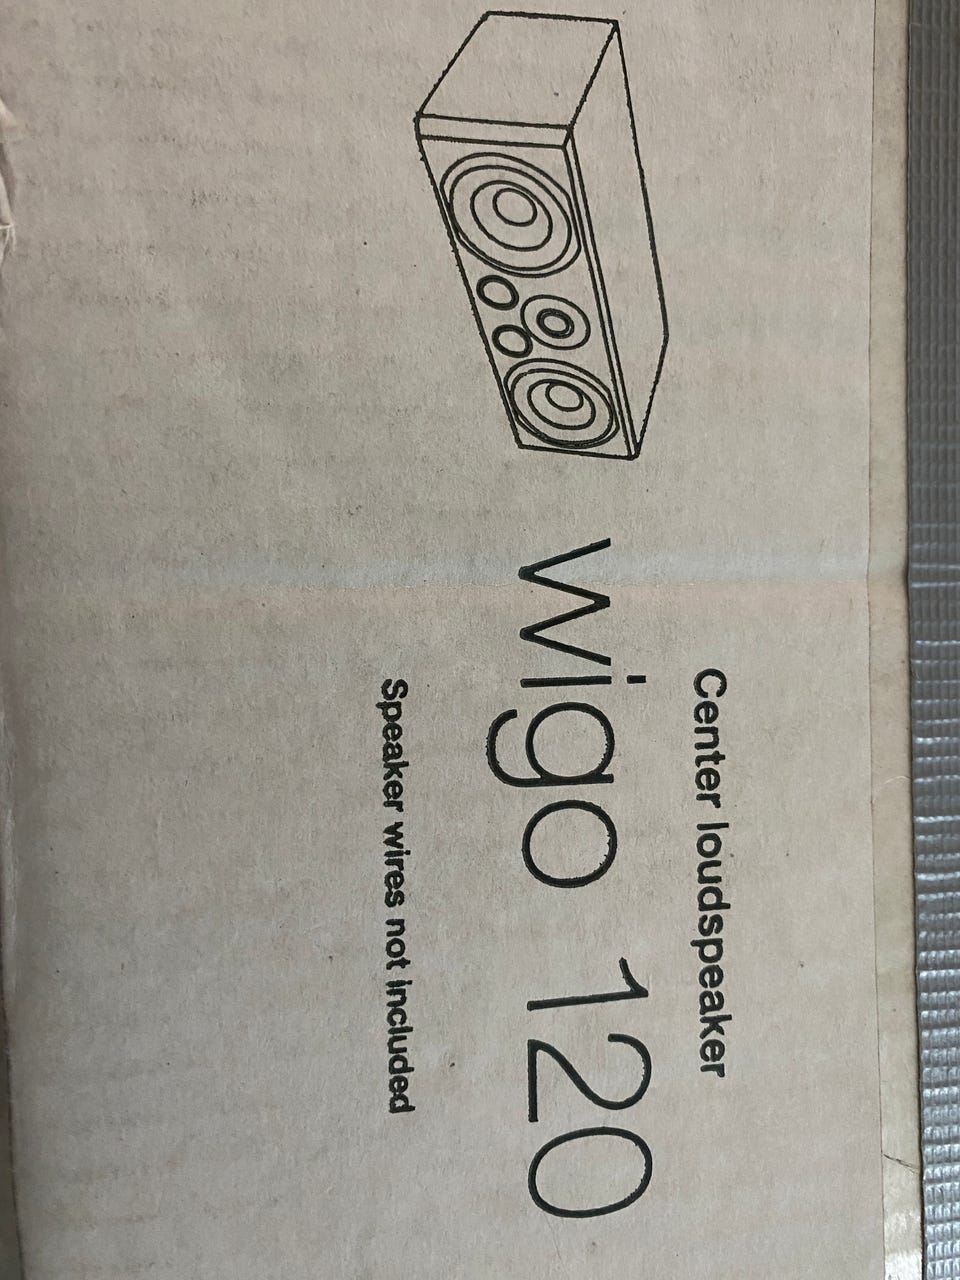 Center loudspeaker
wigo 120
Speaker wires not included